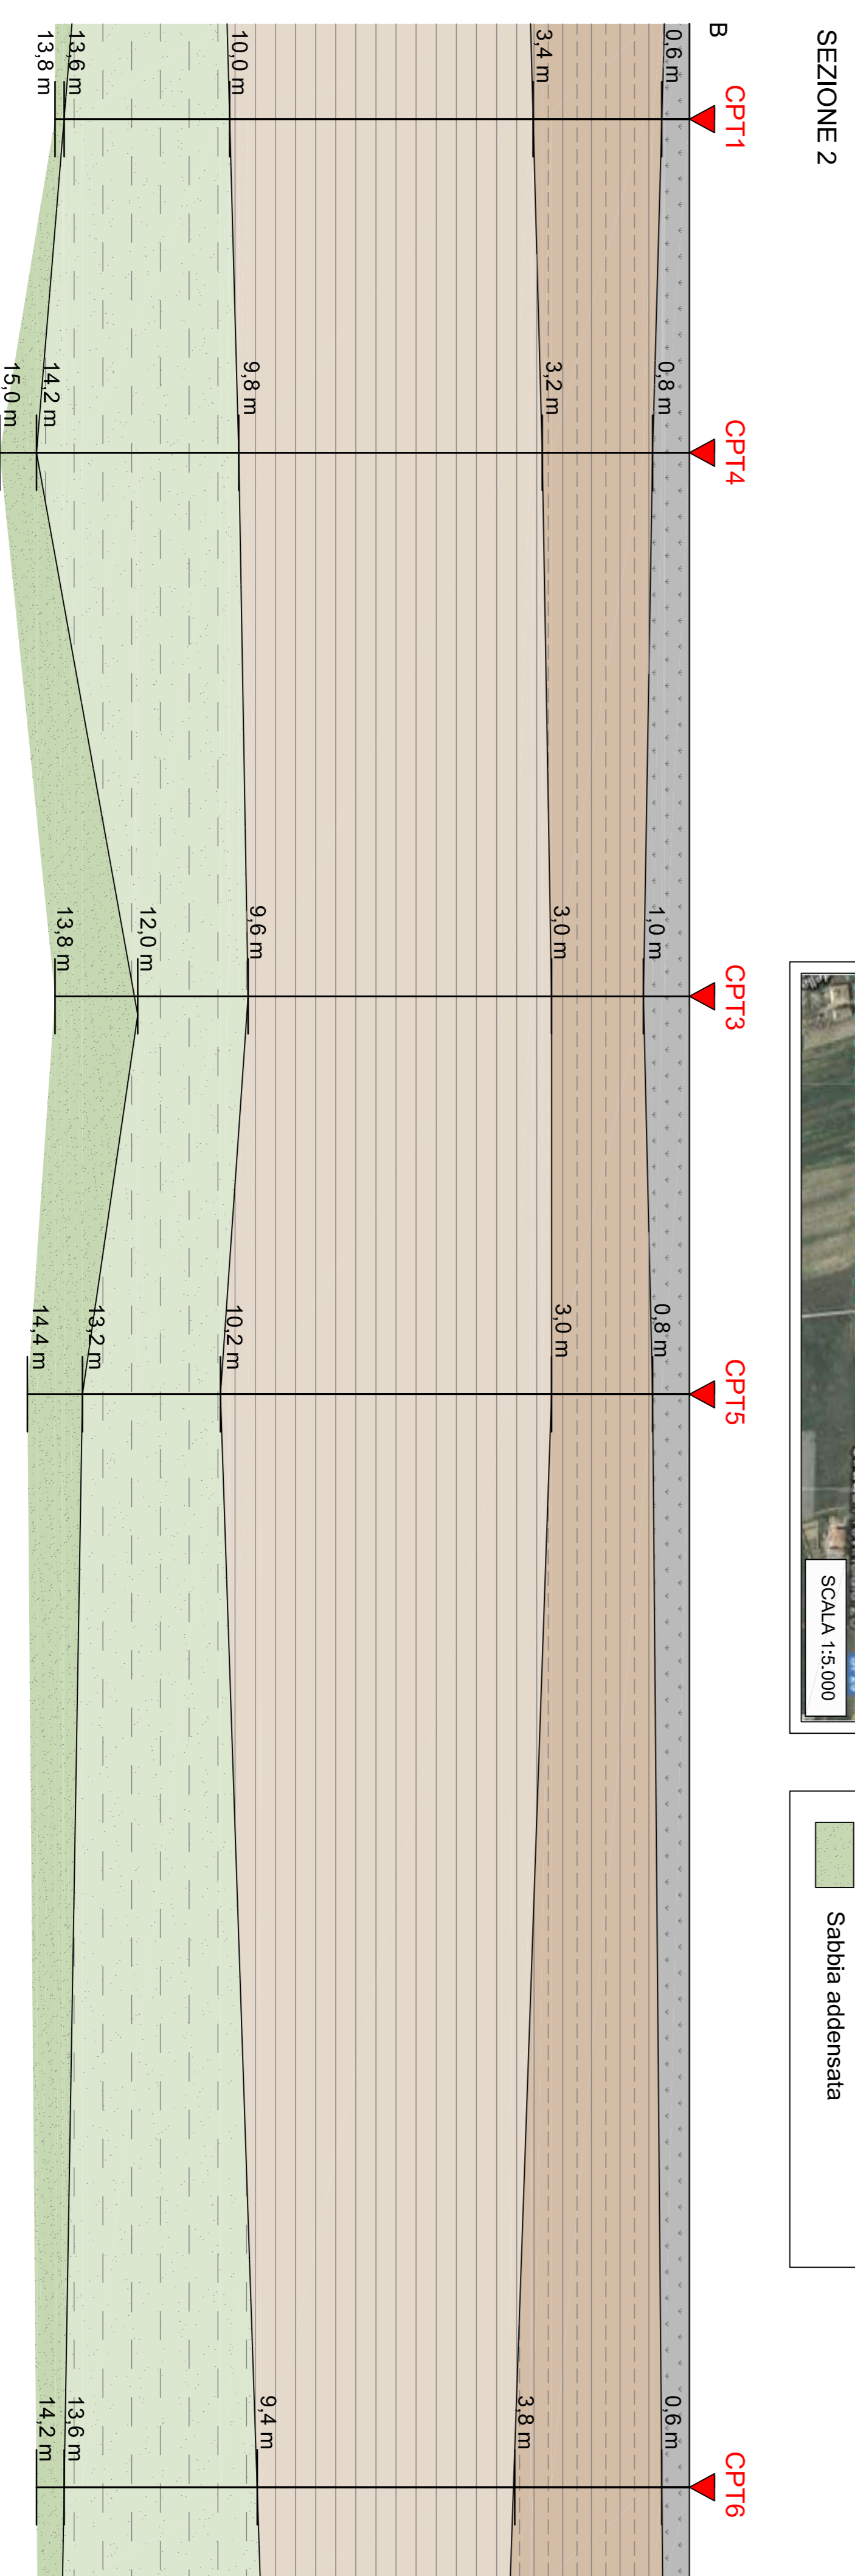 SEZIONE 2
SCALA 1:5.000
Sabbia addensata
B
CPT1
CPT4
CPT3
CPT5
CPT6
0,6 m
0,8 m
1,0 m
0,8 m
0,6 m
3,4 m
3,2 m
3,0 m
3,0 m
3,8 m
10,0 m
9,8 m
9,6 m
10,2 m
9,4 m
13,6 m
14,2 m
12,0 m
13,2 m
13,6 m
13,8 m
15,0 m
13,8 m
14,4 m
14,2 m